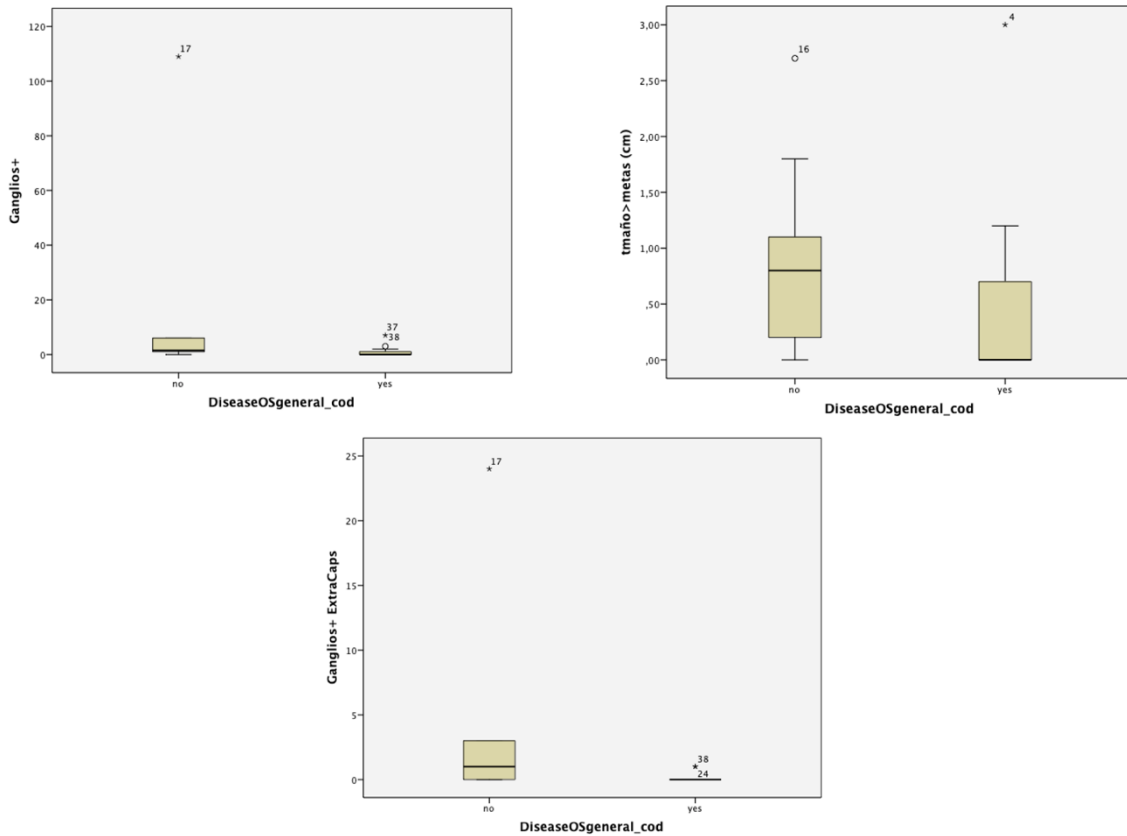 Ganglios+
120
100
80
60
40
20
0
17
37
38
no
yes
DiseaseOSgeneral_cod
tmaño>metas (cm)
3,00
2,50
2,00
1,50
1,00
,50
,00
16
4
no
yes
DiseaseOSgeneral_cod
Ganglios+ ExtraCaps
25
20
15
10
5
0
17
38
24
no
yes
DiseaseOSgeneral_cod